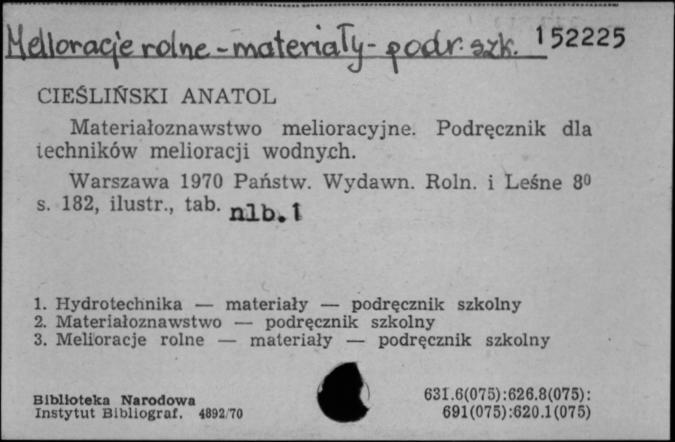 Melioracje rolne - materiały - podr. szk. 152225
CIEŚLIŃSKI ANATOL
Materiałoznawstwo melioracyjne. Podręcznik dla
techników melioracji wodnych.
Warszawa 1970 Państw. Wydawn. Roln. i Leśne 8⁰
s. 182, ilustr., tab. nlb. 1
1. Hydrotechnika — materiały — podręcznik szkolny
2. Materiałoznawstwo — podręcznik szkolny
3. Melioracje rolne — materiały — podręcznik szkolny
Biblioteka Narodowa 631.6(075):626.8(075):
Instytut Bibliograf. 4892/70 691(075):620.1(075)